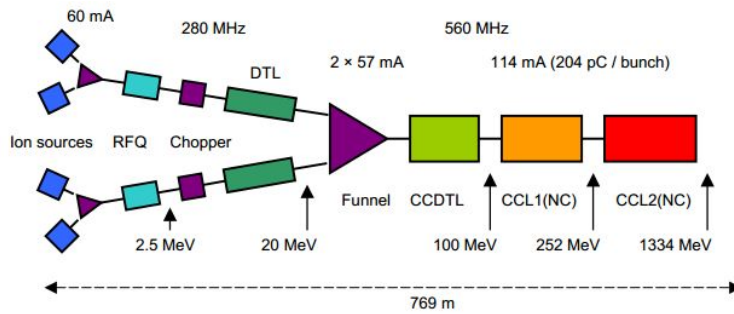 60 mA
280 MHz
560 MHz
DTL
2 × 57 mA
114 mA (204 pC / bunch)
Ion sources
RFQ
Chopper
Funnel
CCDTL
CCL1(NC)
CCL2(NC)
2.5 MeV
20 MeV
100 MeV
252 MeV
1334 MeV
769 m